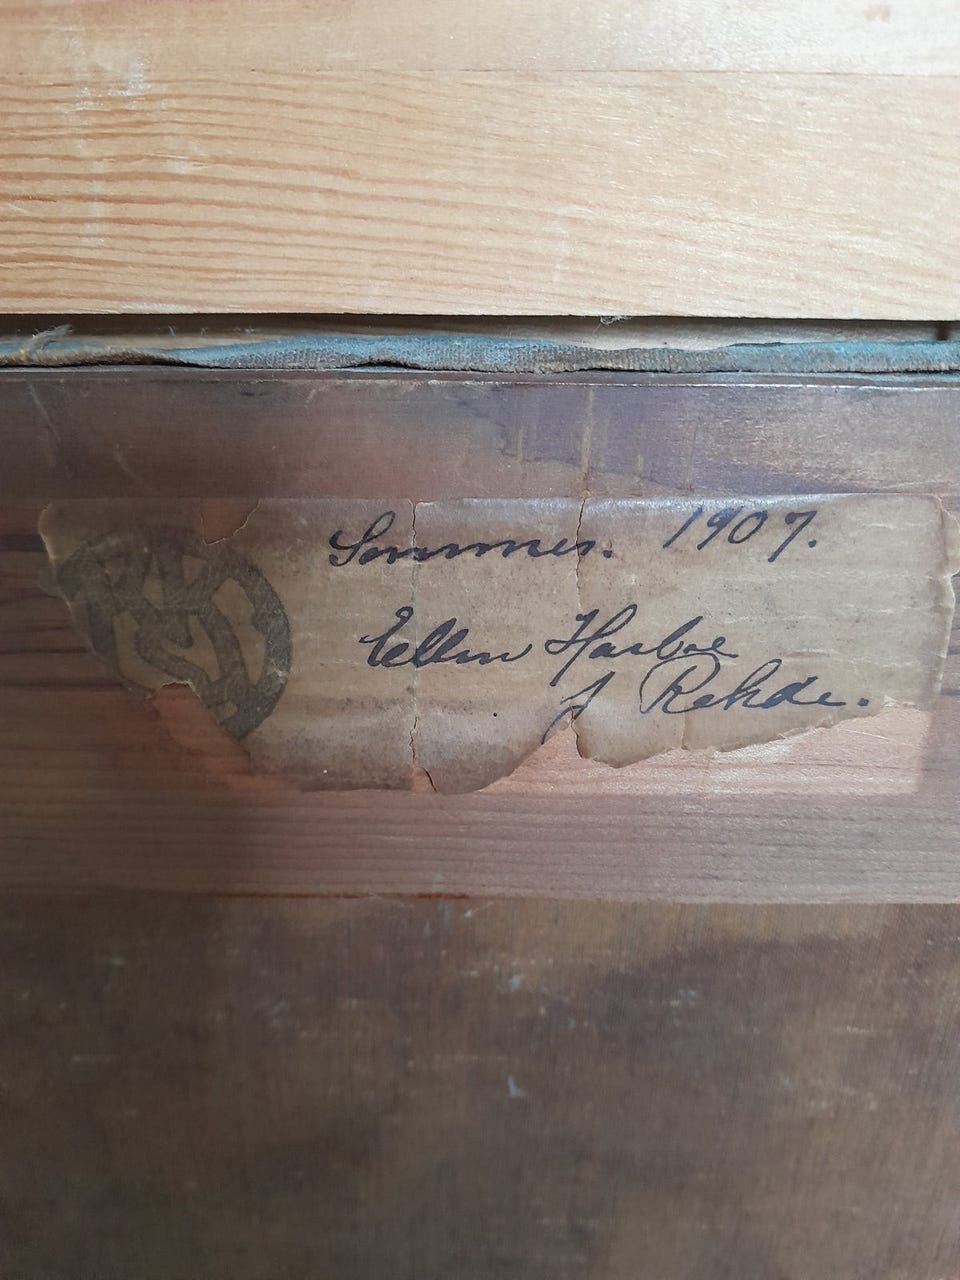 Sommer. 1907.
Ellen Harboe
f Rehde.